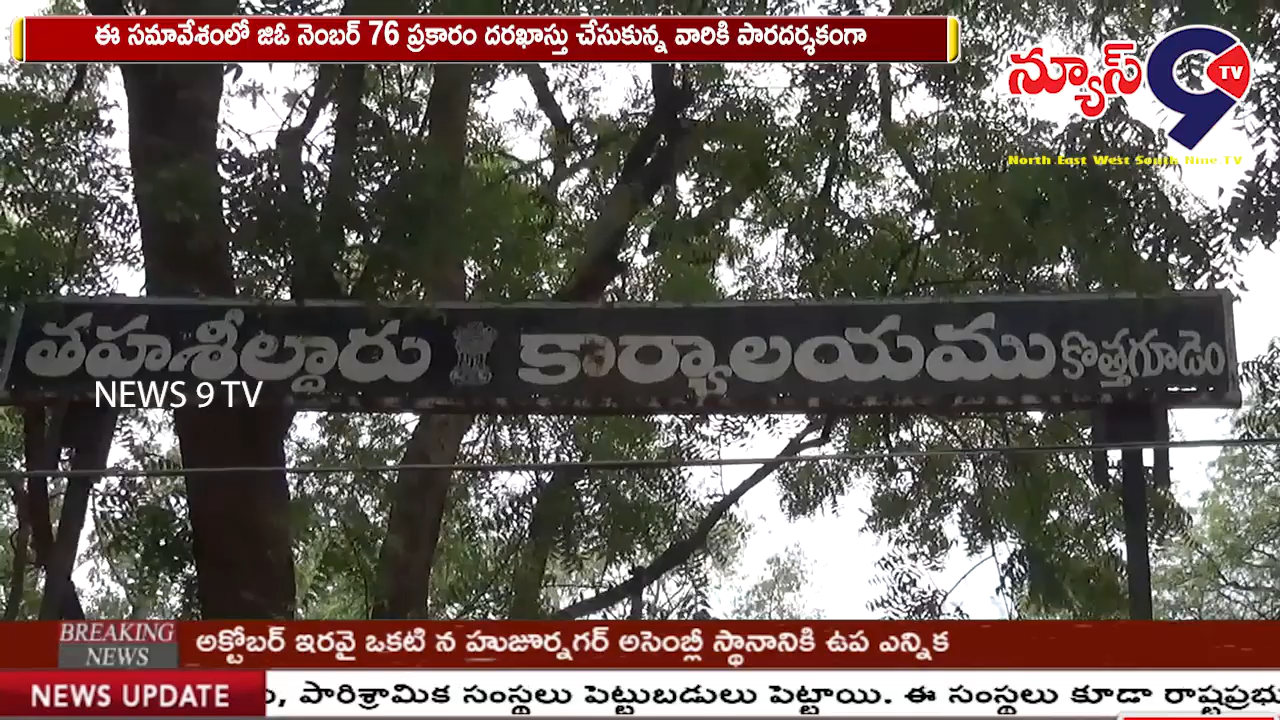 ఈ సమావేశంలో జిఓ నెంబర్ 76 ప్రకారం దరఖాస్తు చేసుకున్న వారికి పారదర్శకంగా
న్యూస్ 9 TV
North East West South Nine TV
తహశీల్దారు కార్యాలయము కొత్తగూడెం
NEWS 9 TV
BREAKING NEWS
అక్టోబర్ ఇరవై ఒకటి న హుజూర్నగర్ అసెంబ్లీ స్థానానికి ఉప ఎన్నిక
NEWS UPDATE
పారిశ్రామిక సంస్థలు పెట్టుబడులు పెట్టాయి. ఈ సంస్థలు కూడా